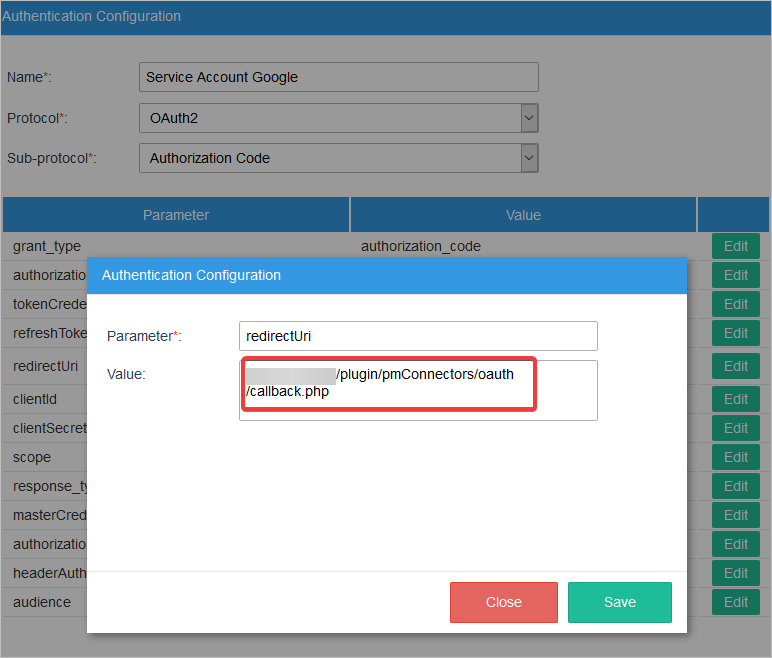 Authentication Configuration
Name*: Service Account Google
Protocol*: OAuth2
Sub-protocol*: Authorization Code
Parameter Value
grant_type authorization_code Edit
authorizatio Edit
Authentication Configuration
tokenCrede Edit
refreshToke Edit
Parameter*: redirectUri
redirectUri Edit
Value: /plugin/pmConnectors/oauth
/callback.php
clientId Edit
clientSecret Edit
scope Edit
response_ty Edit
masterCred Edit
authorizatio Edit
headerAuth Edit
audience Edit
Close Save